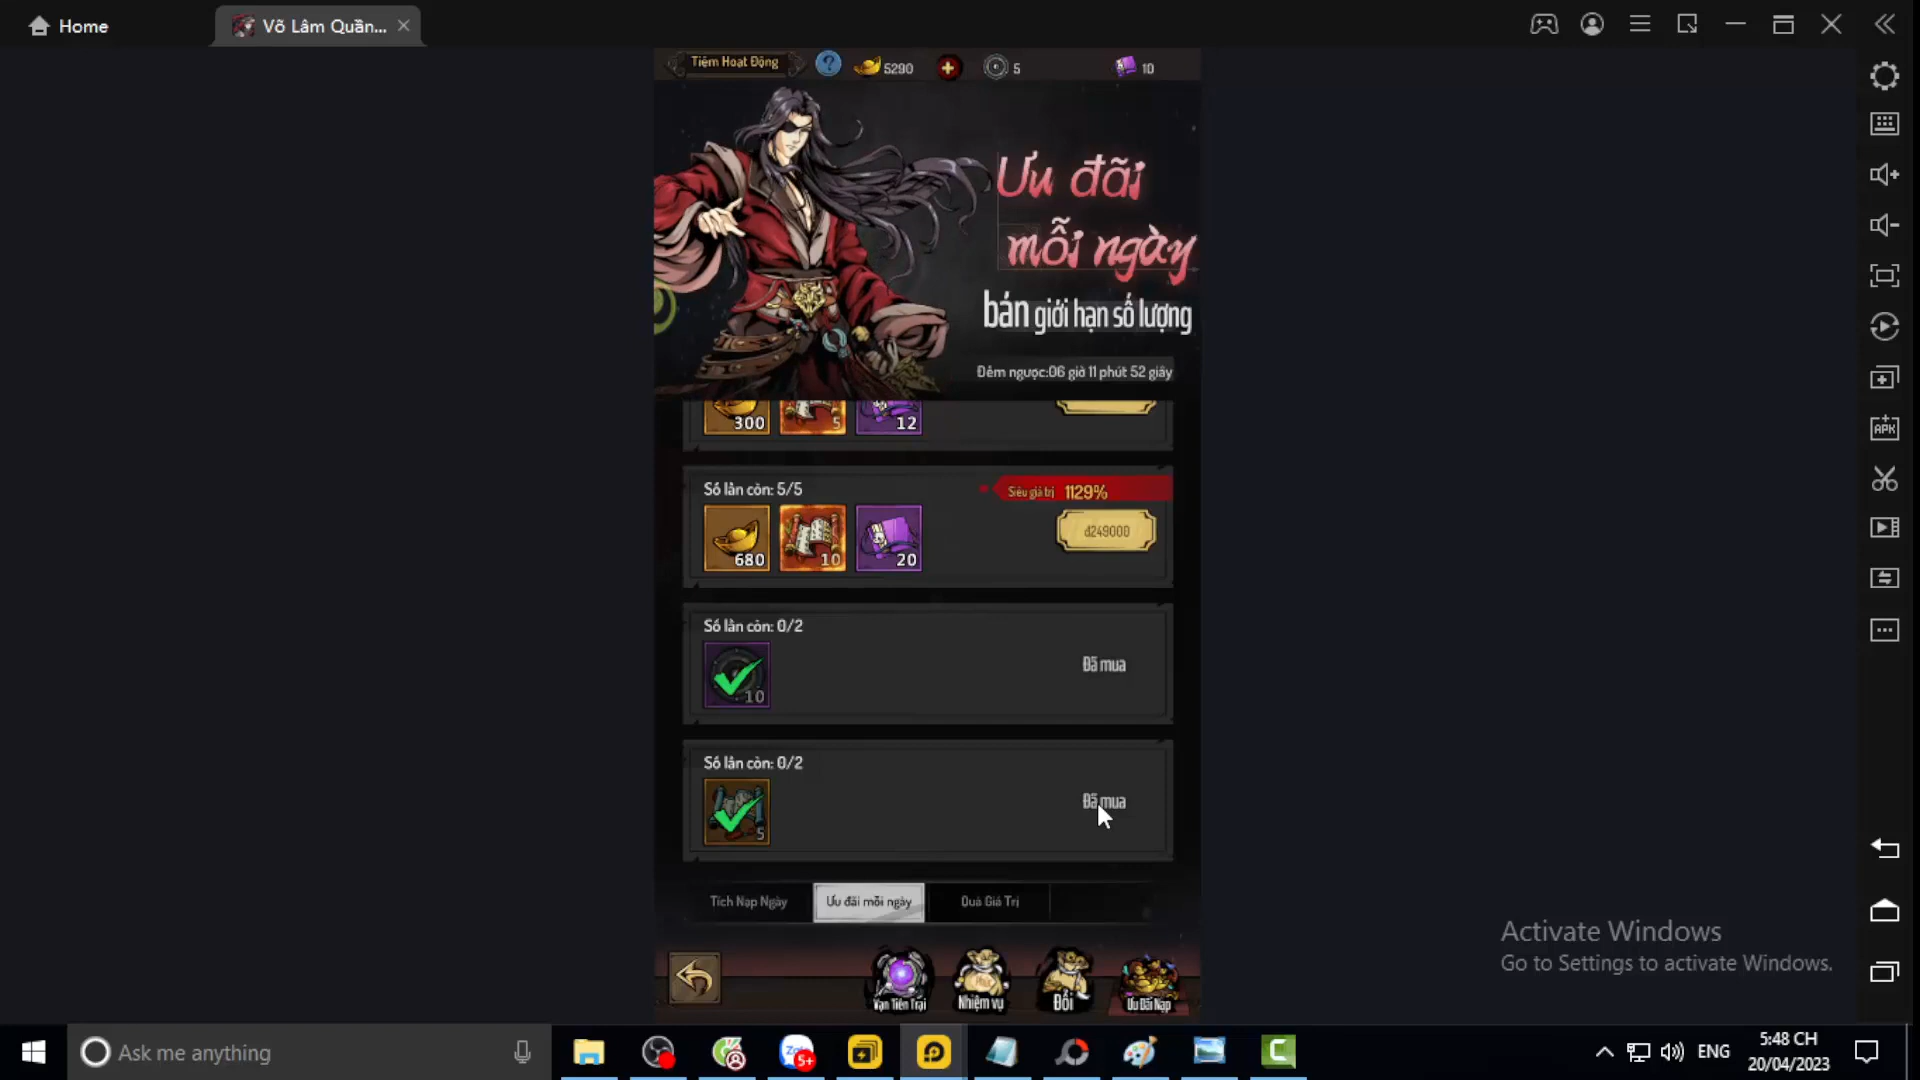 Home
Võ Lâm Quần...
Tiệm Hoạt Động
5290
5
10
Ưu đãi
mỗi ngày
bán giới hạn số lượng
Đếm ngược:06 giờ 11 phút 52 giây
300
5
12
Số lần còn: 5/5
Siêu giá trị 1129%
đ249000
680
10
20
Số lần còn: 0/2
Đã mua
10
Số lần còn: 0/2
Đã mua
5
Tích Nạp Ngày
Ưu đãi mỗi ngày
Quà Giá Trị
Vạn Tiên Trại
Nhiệm vụ
Đổi
Ưu Đãi Nạp
APK
Activate Windows
Go to Settings to activate Windows.
Ask me anything
5+
ENG
5:48 CH
20/04/2023